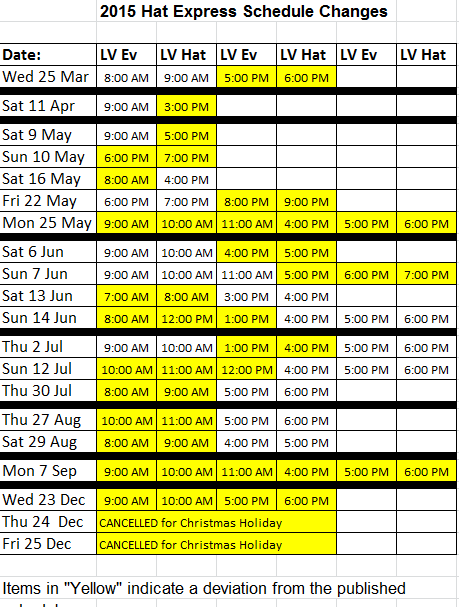 2015 Hat Express Schedule Changes
Date: LV Ev LV Hat LV Ev LV Hat LV Ev LV Hat
Wed 25 Mar 8:00 AM 9:00 AM 5:00 PM 6:00 PM
Sat 11 Apr 9:00 AM 3:00 PM
Sat 9 May 9:00 AM 5:00 PM
Sun 10 May 6:00 PM 7:00 PM
Sat 16 May 8:00 AM 4:00 PM
Fri 22 May 6:00 PM 7:00 PM 8:00 PM 9:00 PM
Mon 25 May 9:00 AM 10:00 AM 11:00 AM 4:00 PM 5:00 PM 6:00 PM
Sat 6 Jun 9:00 AM 10:00 AM 4:00 PM 5:00 PM
Sun 7 Jun 9:00 AM 10:00 AM 11:00 AM 5:00 PM 6:00 PM 7:00 PM
Sat 13 Jun 7:00 AM 8:00 AM 3:00 PM 4:00 PM
Sun 14 Jun 8:00 AM 12:00 PM 1:00 PM 4:00 PM 5:00 PM 6:00 PM
Thu 2 Jul 9:00 AM 10:00 AM 1:00 PM 4:00 PM 5:00 PM 6:00 PM
Sun 12 Jul 10:00 AM 11:00 AM 12:00 PM 4:00 PM 5:00 PM 6:00 PM
Thu 30 Jul 8:00 AM 9:00 AM 5:00 PM 6:00 PM
Thu 27 Aug 10:00 AM 11:00 AM 5:00 PM 6:00 PM
Sat 29 Aug 8:00 AM 9:00 AM 4:00 PM 5:00 PM
Mon 7 Sep 9:00 AM 10:00 AM 11:00 AM 4:00 PM 5:00 PM 6:00 PM
Wed 23 Dec 9:00 AM 10:00 AM 5:00 PM 6:00 PM
Thu 24 Dec CANCELLED for Christmas Holiday
Fri 25 Dec CANCELLED for Christmas Holiday
Items in "Yellow" indicate a deviation from the published